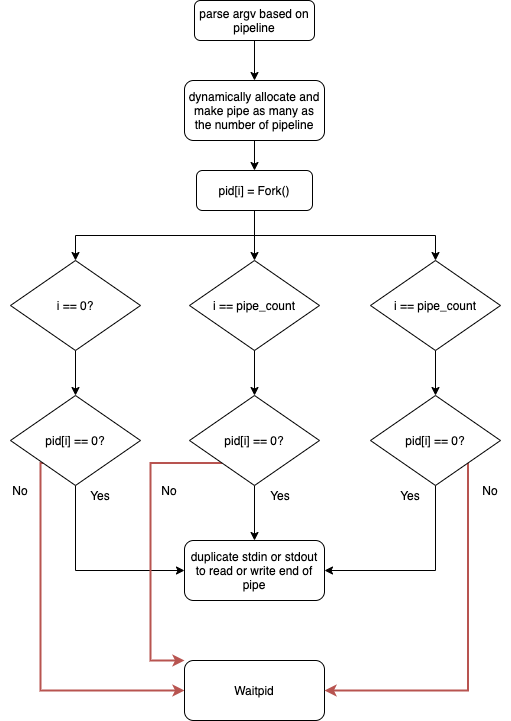 parse argv based on
pipeline
dynamically allocate and
make pipe as many as
the number of pipeline
pid[i] = Fork()
i == 0?
i == pipe_count
i == pipe_count
pid[i] == 0?
pid[i] == 0?
pid[i] == 0?
No
Yes
No
Yes
Yes
No
duplicate stdin or stdout
to read or write end of
pipe
Waitpid